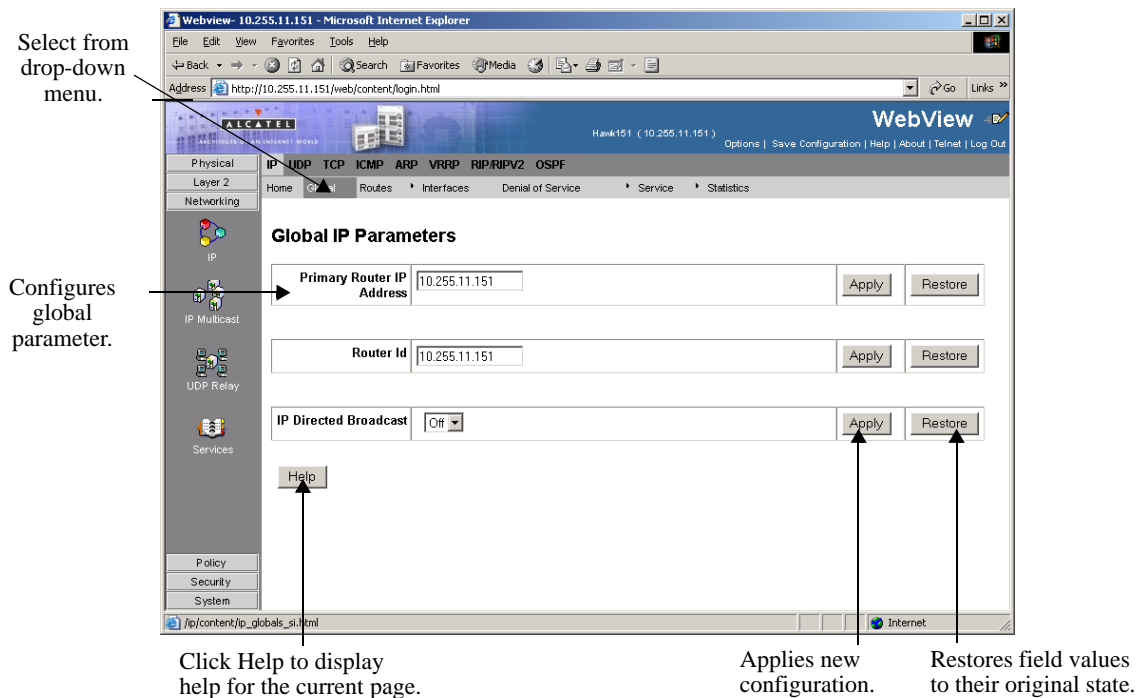 Webview- 10.255.11.151 - Microsoft Internet Explorer
File Edit View Favorites Tools Help
Back Search Favorites Media
Address http://10.255.11.151/web/content/login.html Go Links »
Select from
drop-down
menu.
ALCATEL
ARCHITECTS OF AN INTERNET WORLD
Hawk151 ( 10.255.11.151 )
WebView
Options | Save Configuration | Help | About | Telnet | Log Out
Physical
Layer 2
Networking
IP UDP TCP ICMP ARP VRRP RIP/RIPV2 OSPF
Home Global Routes Interfaces Denial of Service Service Statistics
IP
IP Multicast
UDP Relay
Services
Policy
Security
System
Global IP Parameters
Configures
global
parameter.
Primary Router IP
Address 10.255.11.151 Apply Restore
Router Id 10.255.11.151 Apply Restore
IP Directed Broadcast Off Apply Restore
Help
/ip/content/ip_globals_si.html Internet
Click Help to display
help for the current page.
Applies new
configuration.
Restores field values
to their original state.